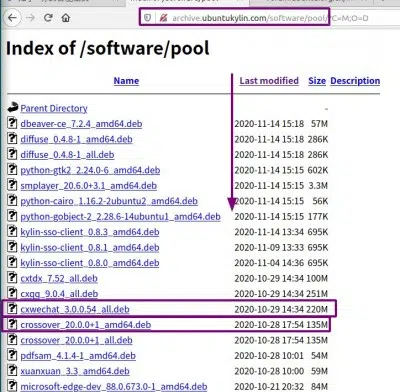 archive.ubuntukylin.com/software/pool/?C=M;O=D
Index of /software/pool
Name Last modified Size Description
Parent Directory -
dbeaver-ce_7.2.4_amd64.deb 2020-11-14 15:18 57M
diffuse_0.4.8-1_amd64.deb 2020-11-14 15:18 286K
diffuse_0.4.8-1_all.deb 2020-11-14 15:18 286K
python-gtk2_2.24.0-6_amd64.deb 2020-11-14 15:15 602K
smplayer_20.6.0+3.1_amd64.deb 2020-11-14 15:15 3.3M
python-cairo_1.16.2-2ubuntu2_amd64.deb 2020-11-14 15:15 56K
python-gobject-2_2.28.6-14ubuntu1_amd64.deb 2020-11-14 15:15 177K
kylin-sso-client_0.8.3_amd64.deb 2020-11-14 13:34 695K
kylin-sso-client_0.8.1_amd64.deb 2020-11-09 13:33 695K
kylin-sso-client_0.8.0_amd64.deb 2020-11-04 14:36 695K
cxtdx_7.52_all.deb 2020-10-29 14:34 100M
cxqq_9.0.4_all.deb 2020-10-29 14:34 251M
cxwechat_3.0.0.54_all.deb 2020-10-29 14:34 220M
crossover_20.0.0+1_amd64.deb 2020-10-28 17:54 135M
crossover_20.0.0+1_all.deb 2020-10-28 17:54 135M
pdfsam_4.1.4-1_amd64.deb 2020-10-28 10:01 54M
xuanxuan_3.3_amd64.deb 2020-10-28 10:00 59M
microsoft-edge-dev_88.0.673.0-1_amd64.deb 2020-10-21 20:32 84M